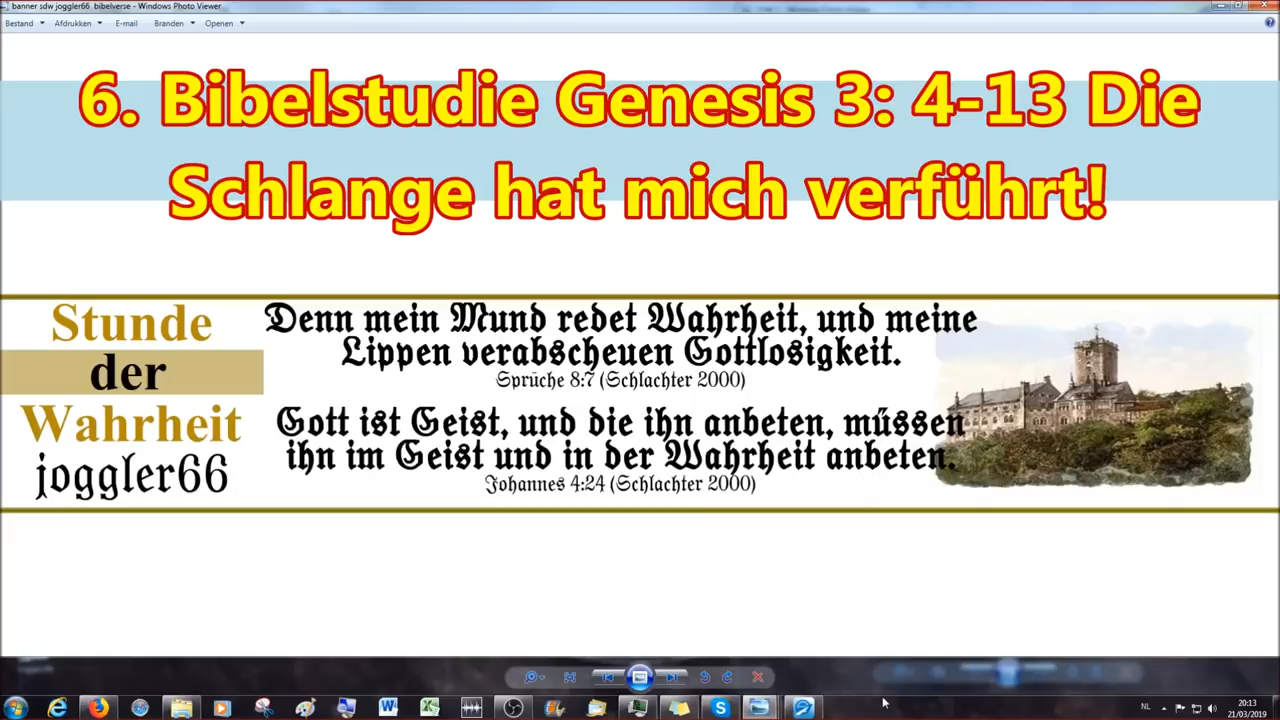 banner sdw joggler66 bibelverse - Windows Photo Viewer
Bestand Afdrukken E-mail Branden Openen
6. Bibelstudie Genesis 3: 4-13 Die
Schlange hat mich verführt!
Stunde
der
Wahrheit
joggler66
Denn mein Mund redet Wahrheit, und meine
Lippen verabscheuen Gottlosigkeit.
Sprüche 8:7 (Schlachter 2000)
Gott ist Geist, und die ihn anbeten, müssen
ihn im Geist und in der Wahrheit anbeten.
Johannes 4:24 (Schlachter 2000)
NL
20:13
21/03/2019